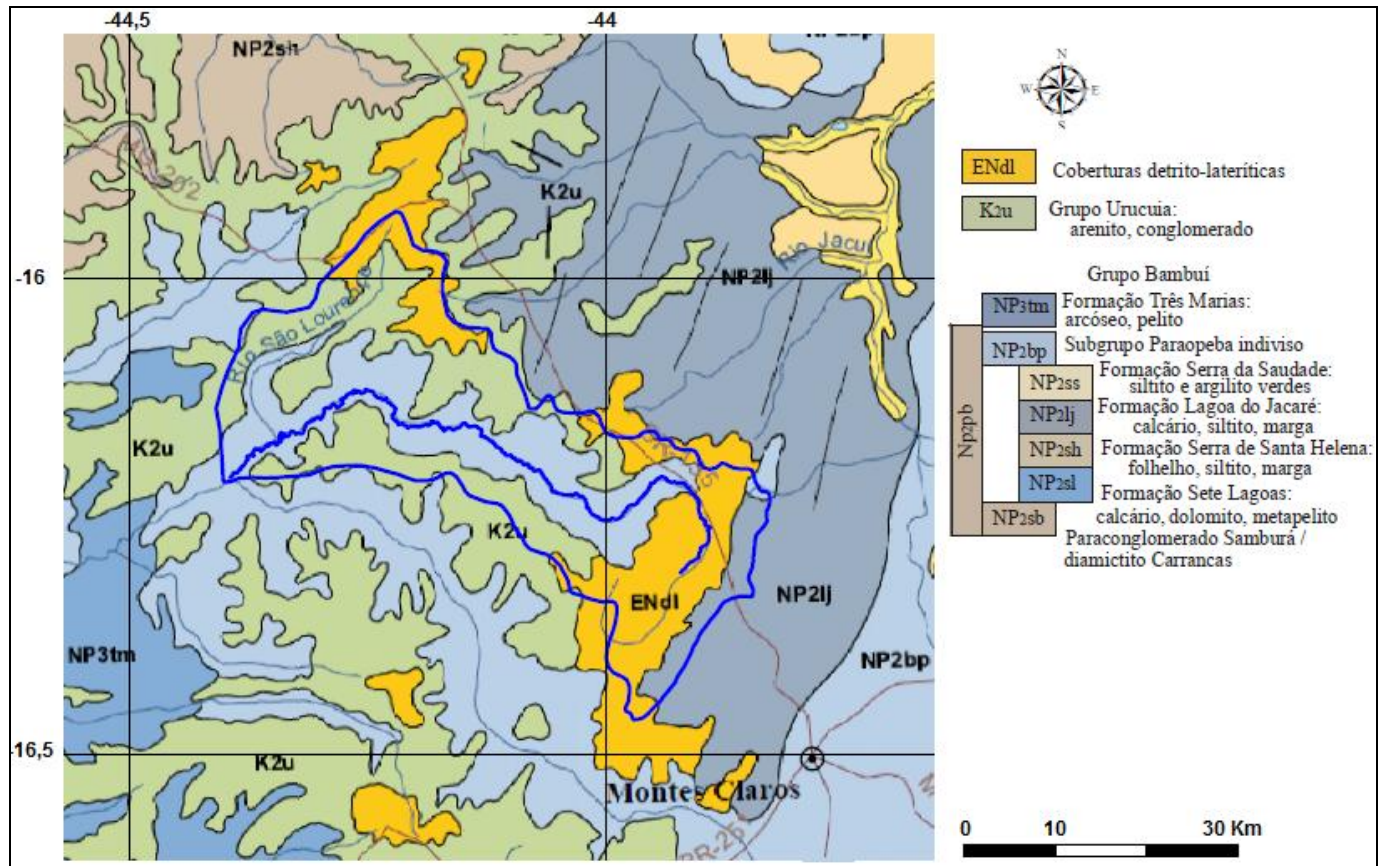 -44,5
-44
NP2sh
K2u
-16
Rio Jacuí
NP2lj
Rio São Lourenço
K2u
K2u
ENdl
NP2lj
NP3tm
NP2bp
-16,5
K2u
Montes Claros
N
W
E
S
ENdl
Coberturas detrito-lateríticas
K2u
Grupo Urucuia:
arenito, conglomerado
Grupo Bambuí
NP3tm
Formação Três Marias:
arcóseo, pelito
NP2bp
Subgrupo Paraopeba indiviso
NP2ss
Formação Serra da Saudade:
siltito e argilito verdes
NP2lj
Formação Lagoa do Jacaré:
calcário, siltito, marga
NP2sh
Formação Serra de Santa Helena:
folhelho, siltito, marga
NP2sl
Formação Sete Lagoas:
calcário, dolomito, metapelito
NP2sb
Paraconglomerado Samburá /
diamictito Carrancas
Np2pb
0 10 30 Km